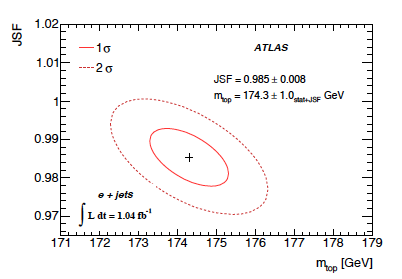 JSF
1.02
1.01
1
0.99
0.98
0.97
1 σ
2 σ
ATLAS
JSF = 0.985 ± 0.008
m_top = 174.3 ± 1.0_stat+JSF GeV
e + jets
∫ L dt = 1.04 fb⁻¹
171 172 173 174 175 176 177 178 179
m_top [GeV]